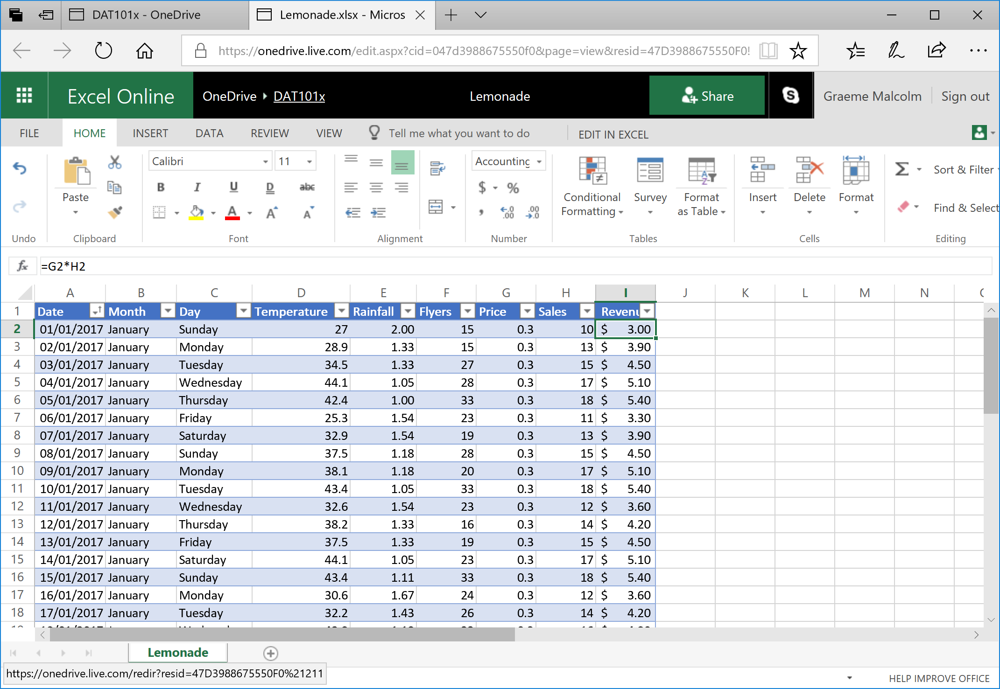 DAT101x - OneDrive
Lemonade.xlsx - Micros
https://onedrive.live.com/edit.aspx?cid=047d3988675550f0&page=view&resid=47D3988675550F0!
Excel Online
OneDrive
DAT101x
Lemonade
Share
Graeme Malcolm
Sign out
FILE HOME INSERT DATA REVIEW VIEW Tell me what you want to do EDIT IN EXCEL
Calibri 11 Accounting
Sort & Filter
B I U D abc $ %
Paste
Conditional Formatting
Survey
Format as Table
Insert
Delete
Format
Find & Select
Undo Clipboard Font Alignment Number Tables Cells Editing
fx =G2*H2
A B C D E F G H I J K L M N
1 Date Month Day Temperature Rainfall Flyers Price Sales Revenu
2 01/01/2017 January Sunday 27 2.00 15 0.3 10 $ 3.00
3 02/01/2017 January Monday 28.9 1.33 15 0.3 13 $ 3.90
4 03/01/2017 January Tuesday 34.5 1.33 27 0.3 15 $ 4.50
5 04/01/2017 January Wednesday 44.1 1.05 28 0.3 17 $ 5.10
6 05/01/2017 January Thursday 42.4 1.00 33 0.3 18 $ 5.40
7 06/01/2017 January Friday 25.3 1.54 23 0.3 11 $ 3.30
8 07/01/2017 January Saturday 32.9 1.54 19 0.3 13 $ 3.90
9 08/01/2017 January Sunday 37.5 1.18 28 0.3 15 $ 4.50
10 09/01/2017 January Monday 38.1 1.18 20 0.3 17 $ 5.10
11 10/01/2017 January Tuesday 43.4 1.05 33 0.3 18 $ 5.40
12 11/01/2017 January Wednesday 32.6 1.54 23 0.3 12 $ 3.60
13 12/01/2017 January Thursday 38.2 1.33 16 0.3 14 $ 4.20
14 13/01/2017 January Friday 37.5 1.33 19 0.3 15 $ 4.50
15 14/01/2017 January Saturday 44.1 1.05 23 0.3 17 $ 5.10
16 15/01/2017 January Sunday 43.4 1.11 33 0.3 18 $ 5.40
17 16/01/2017 January Monday 30.6 1.67 24 0.3 12 $ 3.60
18 17/01/2017 January Tuesday 32.2 1.43 26 0.3 14 $ 4.20
Lemonade
https://onedrive.live.com/redir?resid=47D3988675550F0%21211
HELP IMPROVE OFFICE